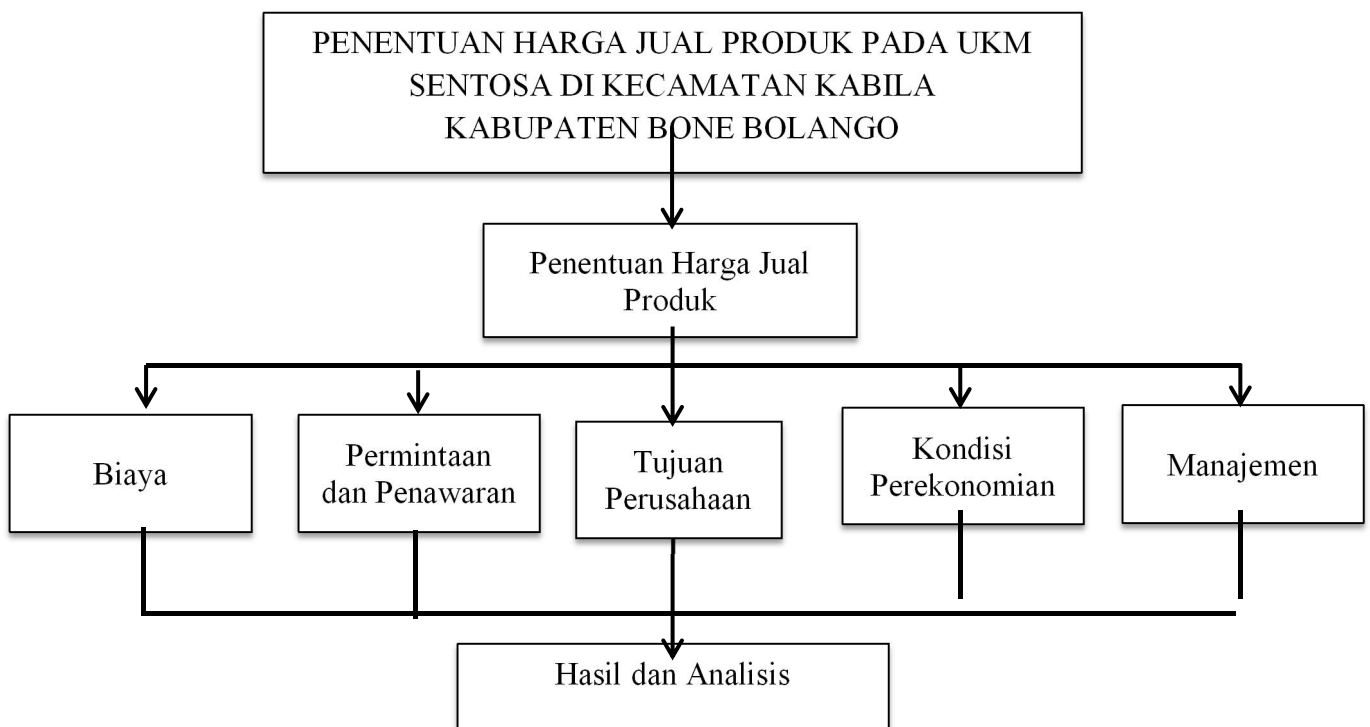 PENENTUAN HARGA JUAL PRODUK PADA UKM
SENTOSA DI KECAMATAN KABILA
KABUPATEN BONE BOLANGO
Penentuan Harga Jual
Produk
Biaya
Permintaan
dan Penawaran
Tujuan
Perusahaan
Kondisi
Perekonomian
Manajemen
Hasil dan Analisis